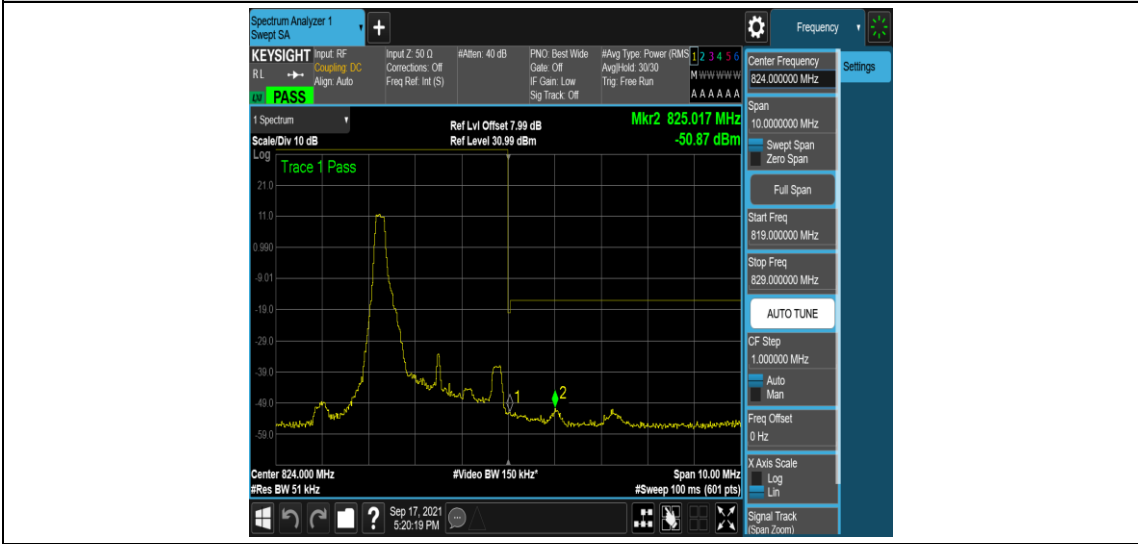 Spectrum Analyzer 1
Swept SA
+
Frequency
KEYSIGHT
RL
PASS
Input: RF
Coupling: DC
Align: Auto
Input Z: 50 Ω
Corrections: Off
Freq Ref: Int (S)
#Atten: 40 dB
PNO: Best Wide
Gate: Off
IF Gain: Low
Sig Track: Off
#Avg Type: Power (RMS
Avg|Hold: 30/30
Trig: Free Run
1 2 3 4 5 6
M W W W W W
A A A A A A
1 Spectrum
Scale/Div 10 dB
Ref Lvl Offset 7.99 dB
Ref Level 30.99 dBm
Mkr2 825.017 MHz
-50.87 dBm
Log
Trace 1 Pass
21.0
11.0
0.990
-9.01
-19.0
-29.0
-39.0
-49.0
-59.0
1
2
Center 824.000 MHz
#Video BW 150 kHz*
Span 10.00 MHz
#Res BW 51 kHz
#Sweep 100 ms (601 pts)
?
Sep 17, 2021
5:20:19 PM
Center Frequency
824.000000 MHz
Settings
Span
10.0000000 MHz
Swept Span
Zero Span
Full Span
Start Freq
819.000000 MHz
Stop Freq
829.000000 MHz
AUTO TUNE
CF Step
1.000000 MHz
Auto
Man
Freq Offset
0 Hz
X Axis Scale
Log
Lin
Signal Track
(Span Zoom)